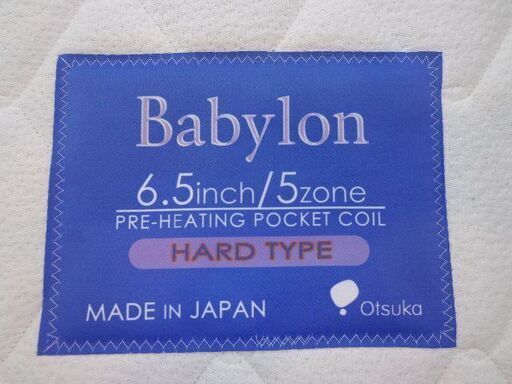 Babylon
6.5inch/5zone
PRE-HEATING POCKET COIL
HARD TYPE
MADE IN JAPAN
Otsuka